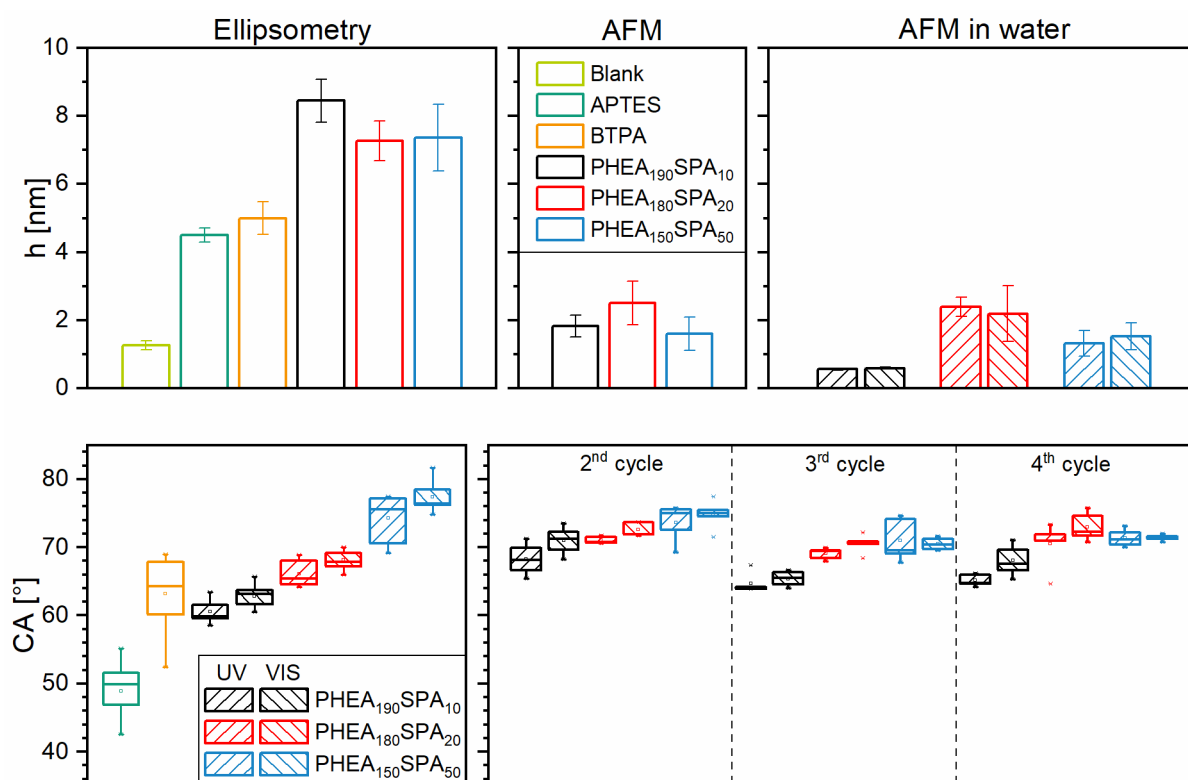 Ellipsometry
AFM
AFM in water
10
8
6
4
2
0
h [nm]
Blank
APTES
BTPA
PHEA₁₉₀SPA₁₀
PHEA₁₈₀SPA₂₀
PHEA₁₅₀SPA₅₀
80
70
60
50
40
CA [°]
2ⁿᵈ cycle
3ʳᵈ cycle
4ᵗʰ cycle
UV VIS
PHEA₁₉₀SPA₁₀
PHEA₁₈₀SPA₂₀
PHEA₁₅₀SPA₅₀